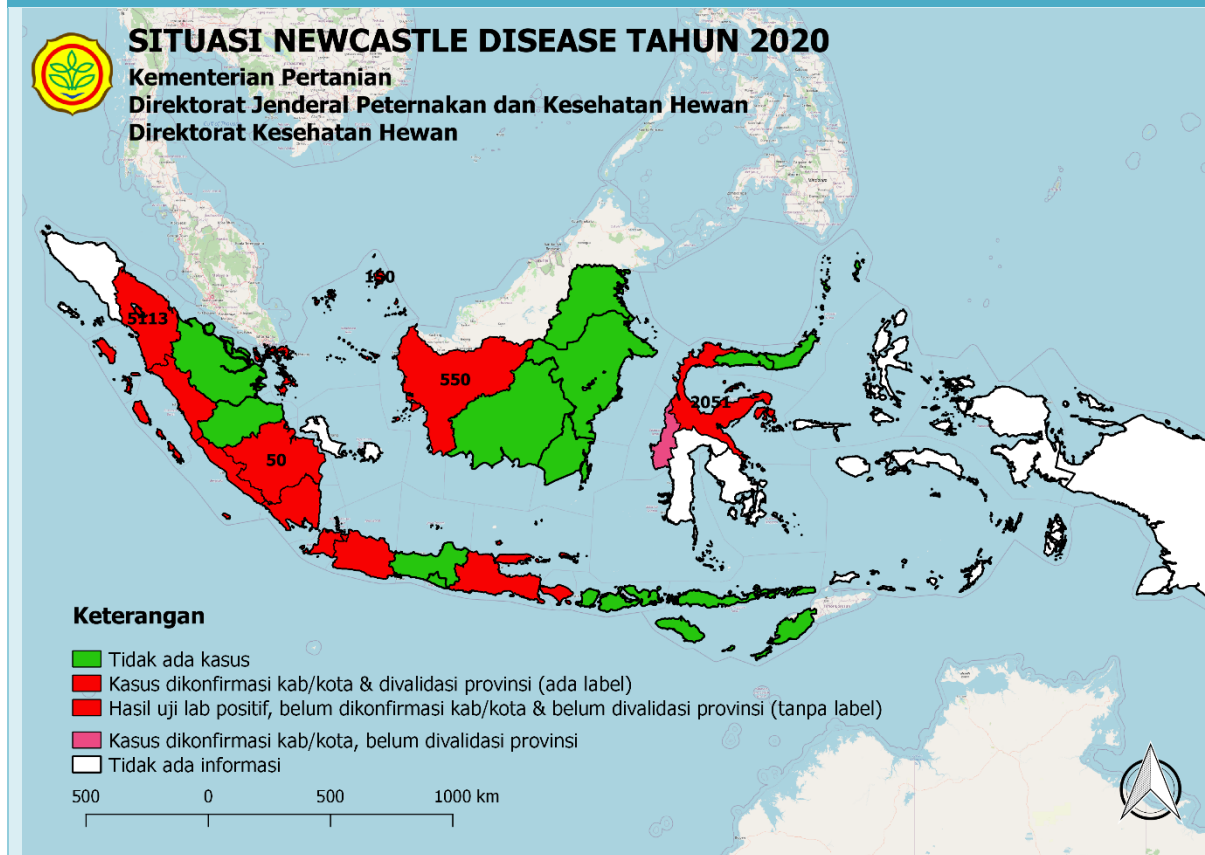 SITUASI NEWCASTLE DISEASE TAHUN 2020
Kementerian Pertanian
Direktorat Jenderal Peternakan dan Kesehatan Hewan
Direktorat Kesehatan Hewan
5113
550
2051
50
Keterangan
Tidak ada kasus
Kasus dikonfirmasi kab/kota & divalidasi provinsi (ada label)
Hasil uji lab positif, belum dikonfirmasi kab/kota & belum divalidasi provinsi (tanpa label)
Kasus dikonfirmasi kab/kota, belum divalidasi provinsi
Tidak ada informasi
500 0 500 1000 km